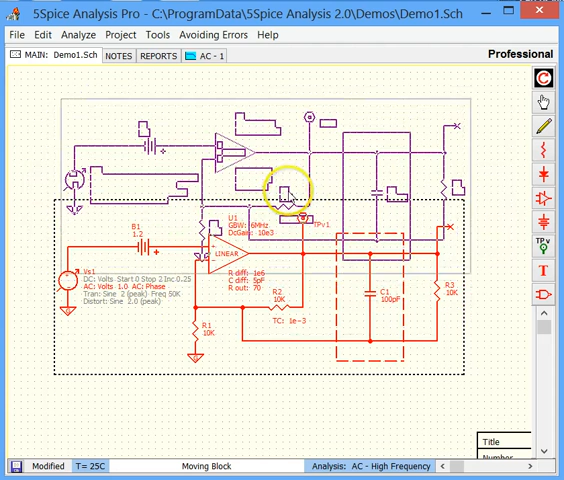 5Spice Analysis Pro - C:\ProgramData\5Spice Analysis 2.0\Demos\Demo1.Sch
File Edit Analyze Project Tools Avoiding Errors Help
MAIN: Demo1.Sch NOTES REPORTS AC - 1 Professional
U1
GBW: 6MHz
DcGain: 10e3
TPv1
B1
1.2
LINEAR
Vs1
DC: Volts Start 0 Stop 2 Inc 0.25
AC: Volts 1.0 AC: Phase
Tran: Sine 2 (peak) Freq 50K
Distort: Sine 2.0 (peak)
R diff: 1e6
C diff: 5pF
R out: 70
R2
10K
TC: 1e-3
C1
100pF
R3
10K
R1
10K
TP
V
T
Title
Number
Modified T= 25C Moving Block Analysis: AC - High Frequency